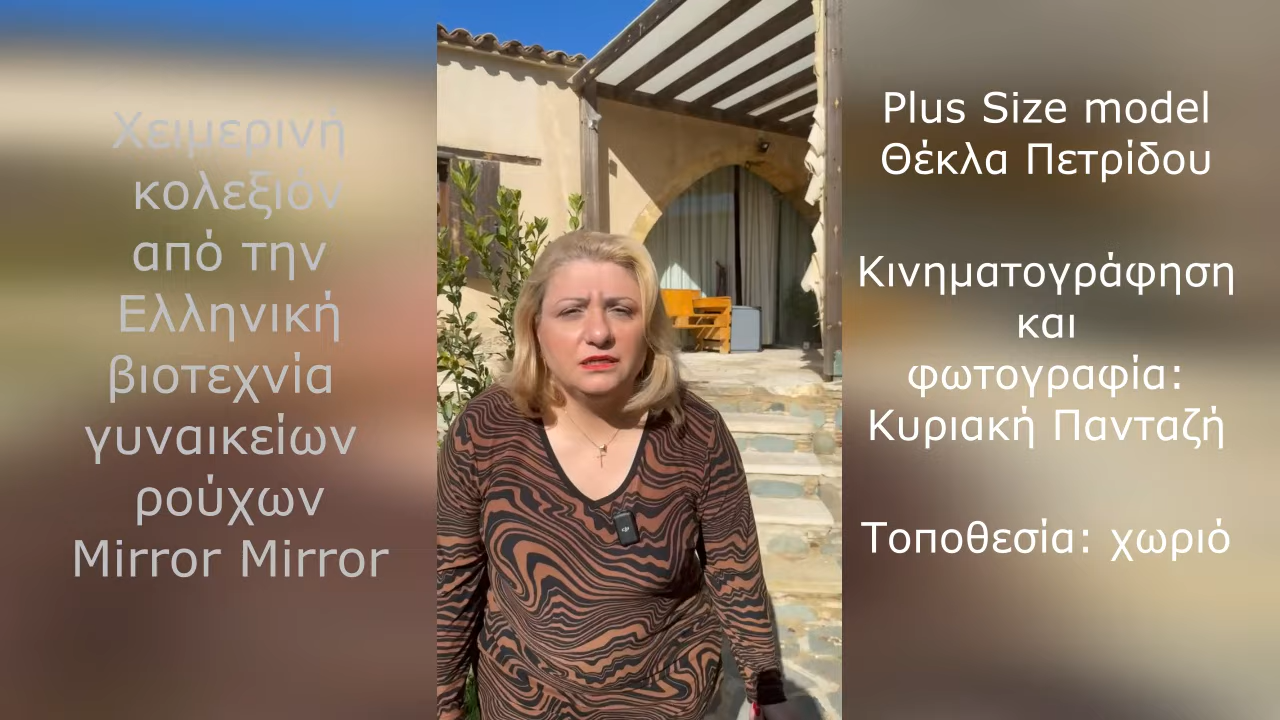 Χειμερινή
κολεξιόν
από την
Ελληνική
βιοτεχνία
γυναικείων
ρούχων
Mirror Mirror
Plus Size model
Θέκλα Πετρίδου
Κινηματογράφηση
και
φωτογραφία:
Κυριακή Πανταζή
Τοποθεσία: χωριό